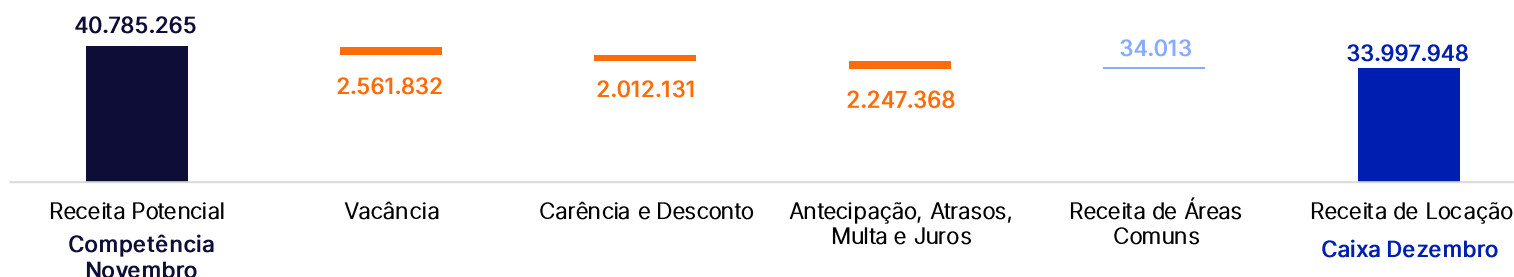 40.785.265
2.561.832
2.012.131
2.247.368
34.013
33.997.948
Receita Potencial
Competência
Novembro
Vacância
Carência e Desconto
Antecipação, Atrasos,
Multa e Juros
Receita de Áreas
Comuns
Receita de Locação
Caixa Dezembro